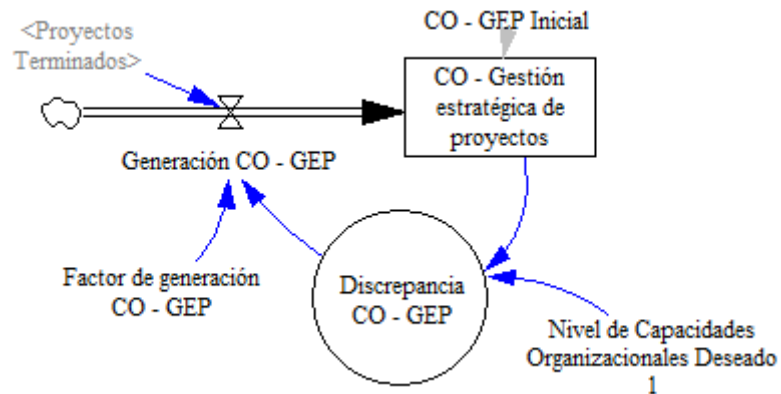 <Proyectos
Terminados>
CO - GEP Inicial
CO - Gestión
estratégica de
proyectos
Generación CO - GEP
Factor de generación
CO - GEP
Discrepancia
CO - GEP
Nivel de Capacidades
Organizacionales Deseado
1